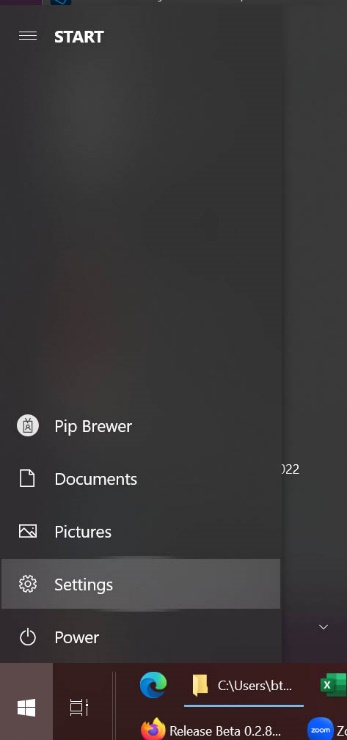 START
Pip Brewer
022
Documents
Pictures
Settings
Power
C:\Users\bt...
Release Beta 0.2.8...
zoom